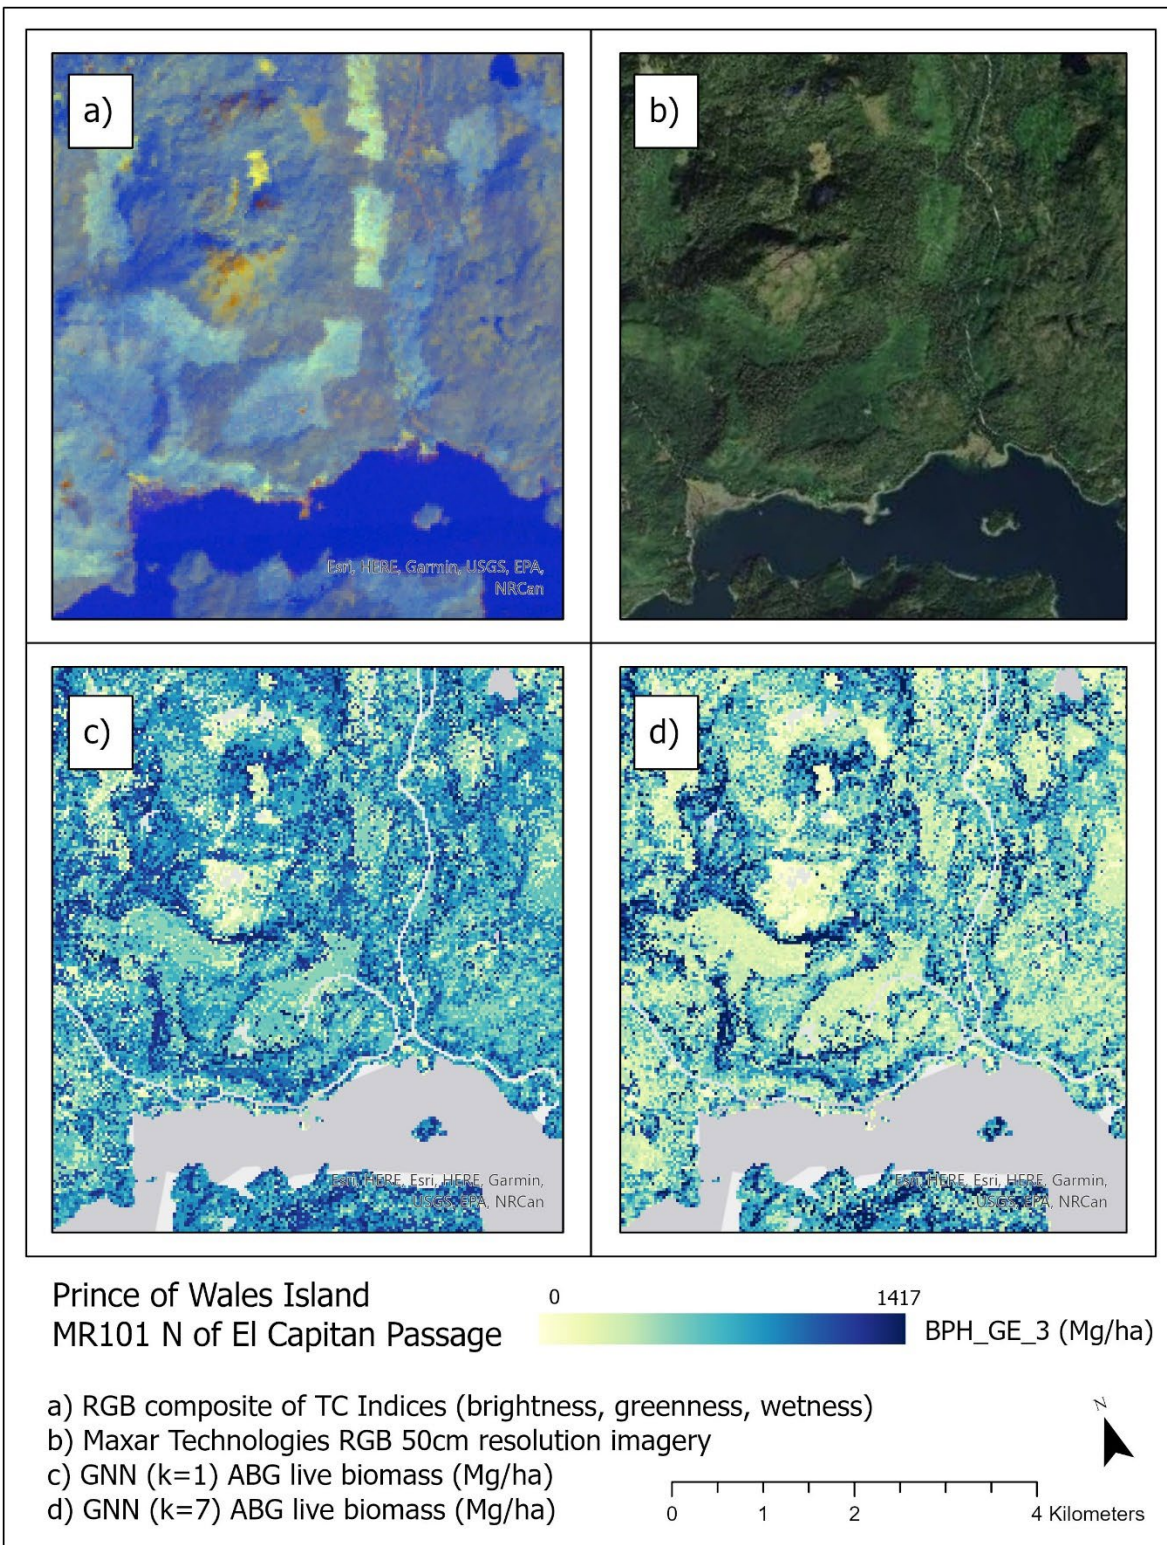 a)
b)
Esri, HERE, Garmin, USGS, EPA,
NRCan
c)
d)
Esri, HERE, Esri, HERE, Garmin,
USGS, EPA, NRCan
Esri, HERE, Esri, HERE, Garmin,
USGS, EPA, NRCan
Prince of Wales Island
MR101 N of El Capitan Passage
0
1417
BPH_GE_3 (Mg/ha)
a) RGB composite of TC Indices (brightness, greenness, wetness)
b) Maxar Technologies RGB 50cm resolution imagery
c) GNN (k=1) ABG live biomass (Mg/ha)
d) GNN (k=7) ABG live biomass (Mg/ha)
N
0 1 2 4 Kilometers